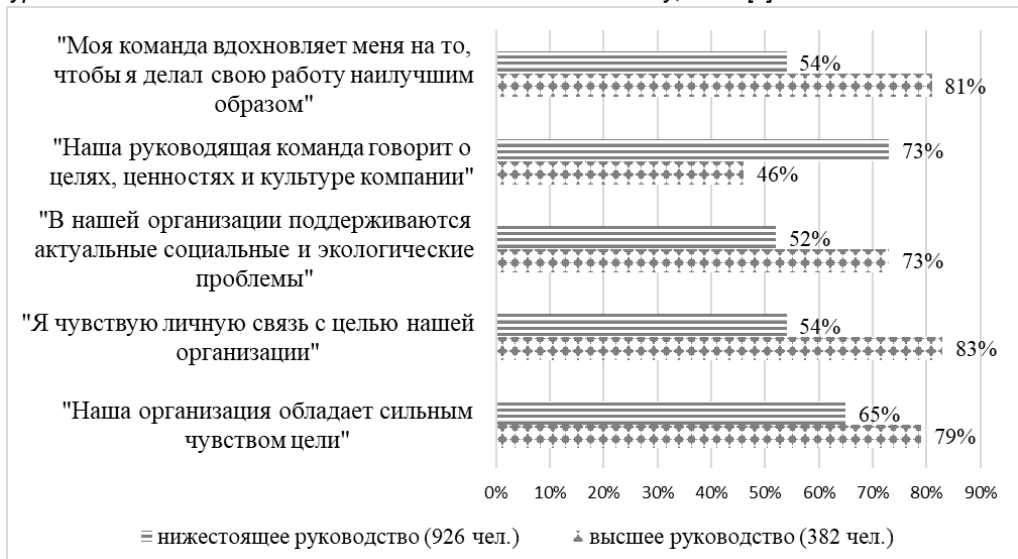 "Моя команда вдохновляет меня на то,
чтобы я делал свою работу наилучшим
образом"
54%
81%
"Наша руководящая команда говорит о
целях, ценностях и культуре компании"
73%
46%
"В нашей организации поддерживаются
актуальные социальные и экологические
проблемы"
52%
73%
"Я чувствую личную связь с целью нашей
организации"
54%
83%
"Наша организация обладает сильным
чувством цели"
65%
79%
0% 10% 20% 30% 40% 50% 60% 70% 80% 90%
нижестоящее руководство (926 чел.) высшее руководство (382 чел.)